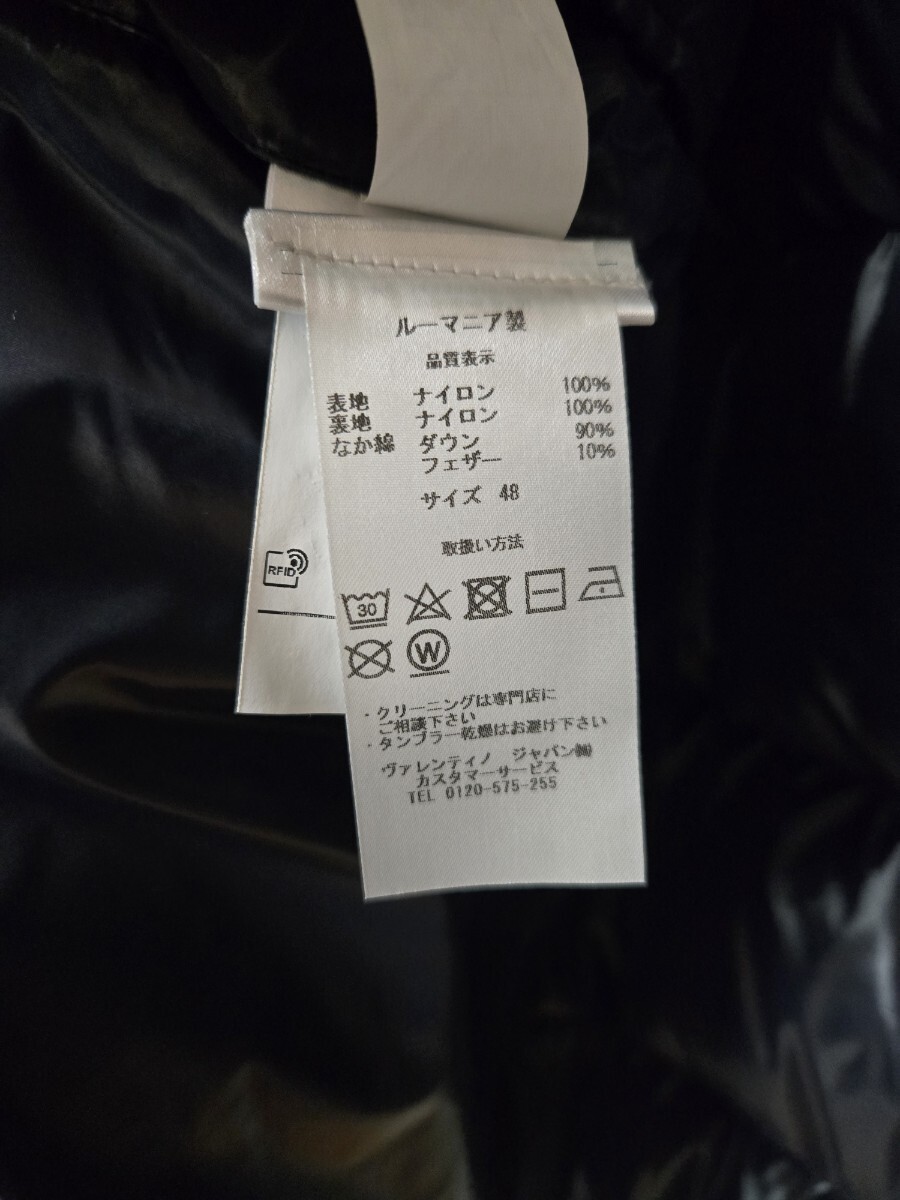 ルーマニア製
品質表示
表地 ナイロン 100%
裏地 ナイロン 100%
なか綿 ダウン 90%
フェザー 10%
サイズ 48
取扱い方法
RFID
30
W
・クリーニングは専門店に
ご相談下さい
・タンブラー乾燥はお避け下さい
ヴァレンティノ ジャパン㈱
カスタマーサービス
TEL 0120-575-255